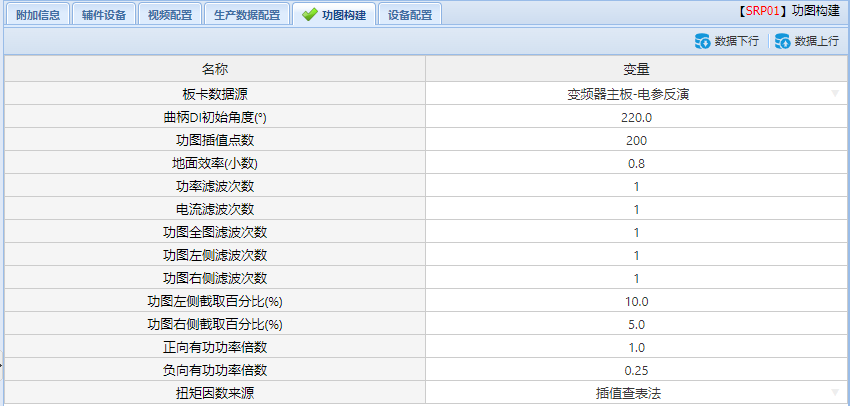 附加信息 辅件设备 视频配置 生产数据配置 功图构建 设备配置 【SRP01】功图构建
数据下行 数据上行
名称 变量
板卡数据源 变频器主板-电参反演
曲柄DI初始角度(°) 220.0
功图插值点数 200
地面效率(小数) 0.8
功率滤波次数 1
电流滤波次数 1
功图全图滤波次数 1
功图左侧滤波次数 1
功图右侧滤波次数 1
功图左侧截取百分比(%) 10.0
功图右侧截取百分比(%) 5.0
正向有功功率倍数 1.0
负向有功功率倍数 0.25
扭矩因数来源 插值查表法